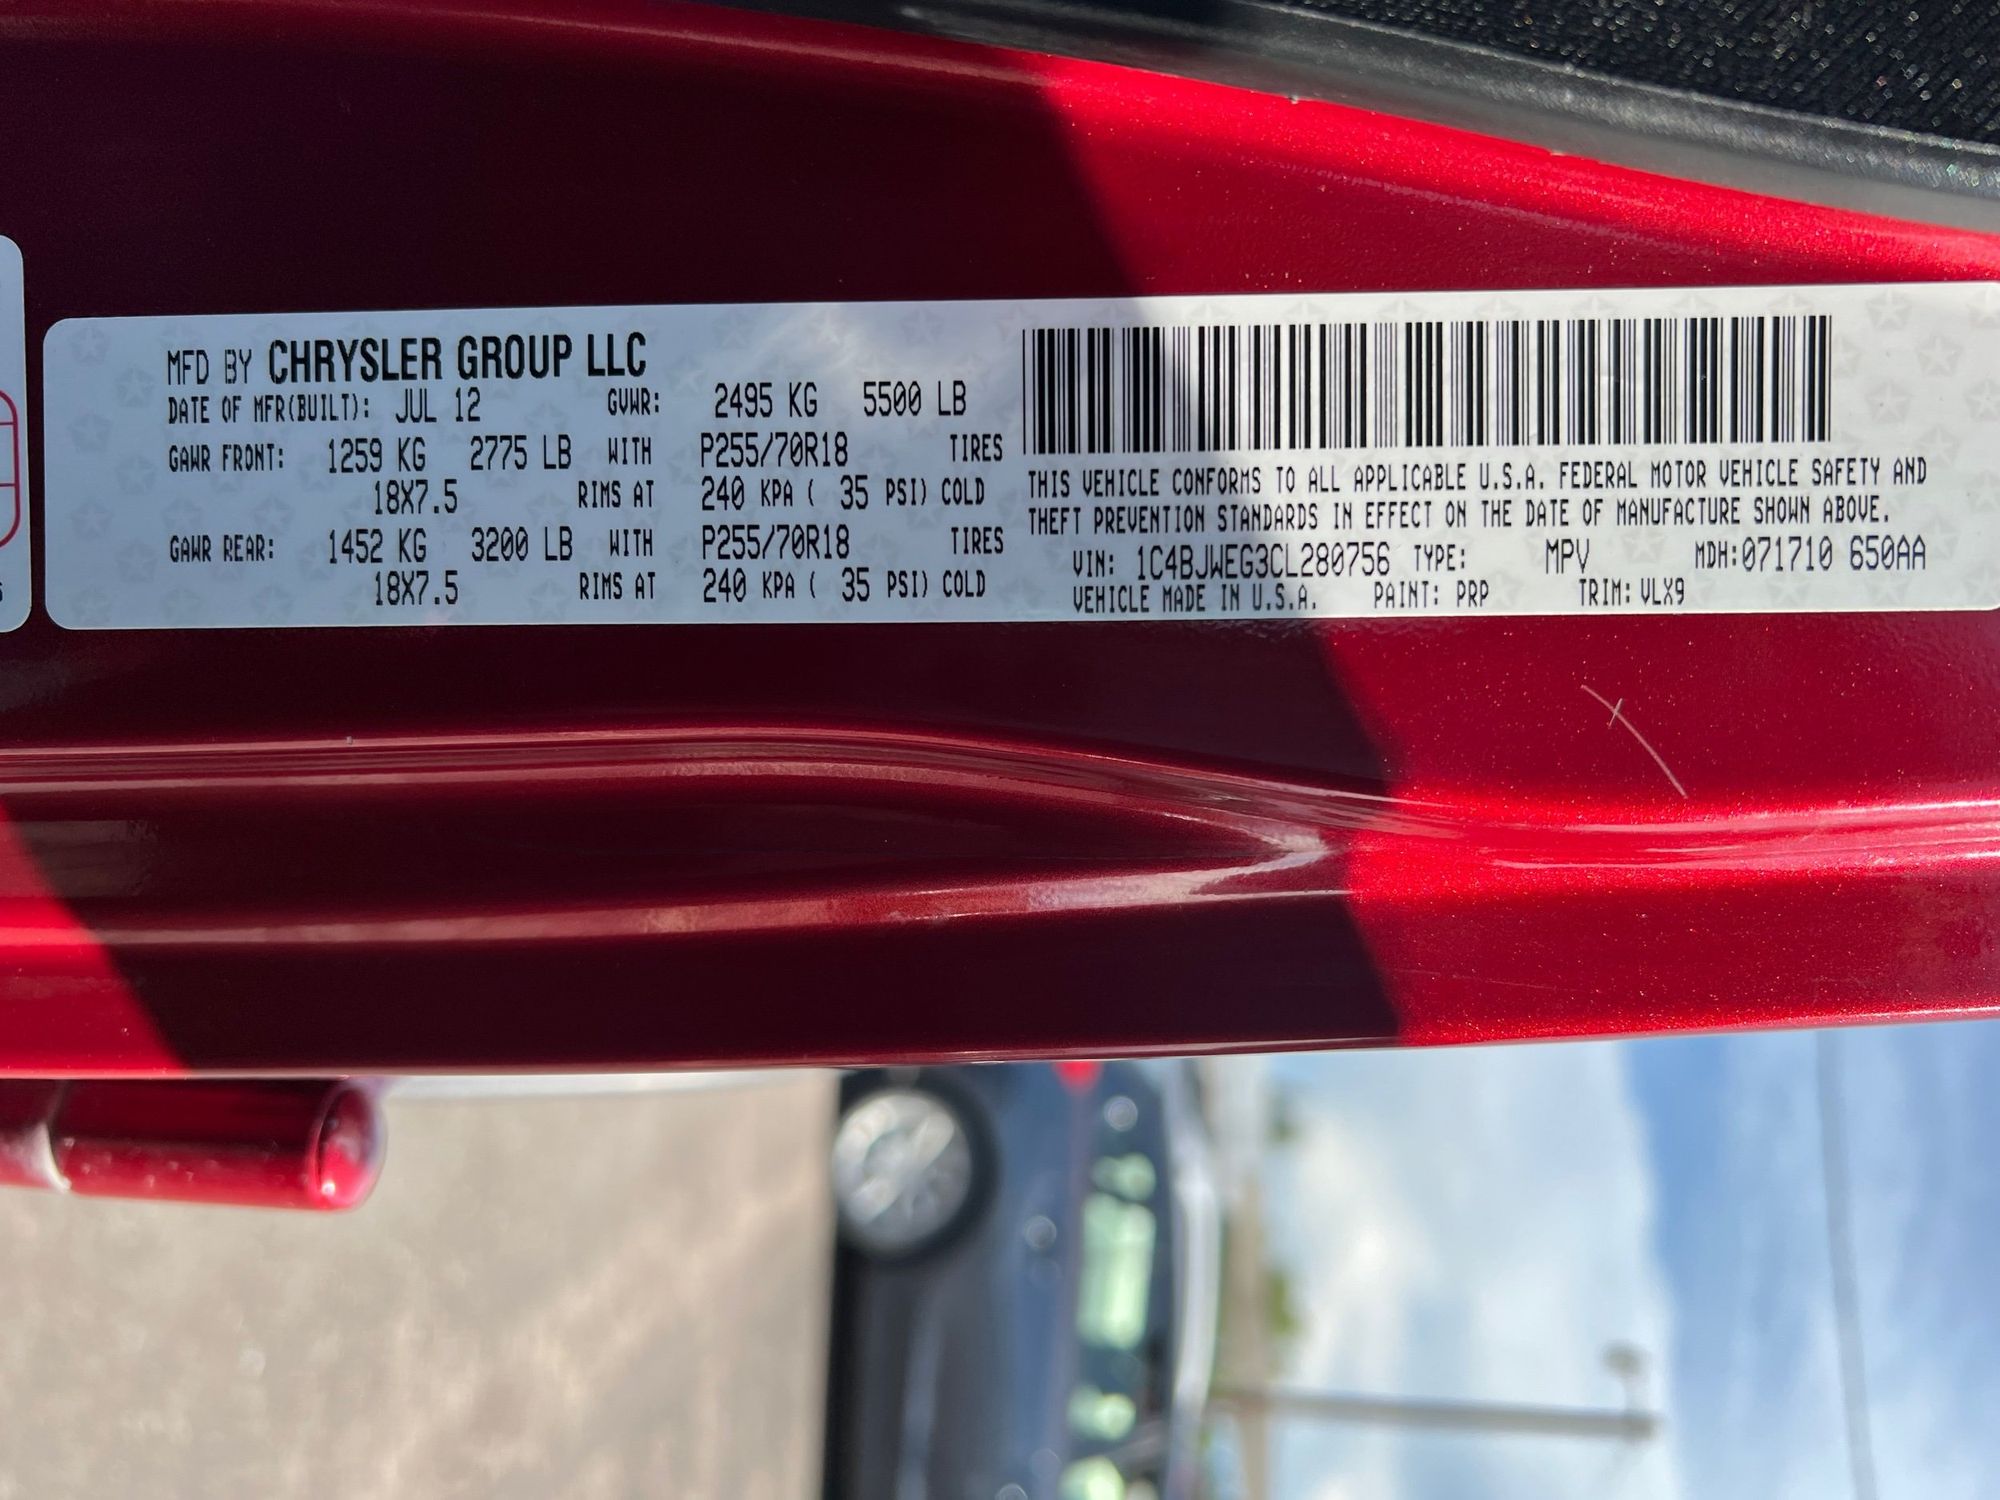 MFD BY CHRYSLER GROUP LLC
DATE OF MFR(BUILT): JUL 12 GVWR: 2495 KG 5500 LB
GAWR FRONT: 1259 KG 2775 LB WITH P255/70R18 TIRES
18X7.5 RIMS AT 240 KPA ( 35 PSI) COLD
GAWR REAR: 1452 KG 3200 LB WITH P255/70R18 TIRES
18X7.5 RIMS AT 240 KPA ( 35 PSI) COLD
THIS VEHICLE CONFORMS TO ALL APPLICABLE U.S.A. FEDERAL MOTOR VEHICLE SAFETY AND
THEFT PREVENTION STANDARDS IN EFFECT ON THE DATE OF MANUFACTURE SHOWN ABOVE.
VIN: 1C4BJWEG3CL280756 TYPE: MPV MDH:071710 650AA
VEHICLE MADE IN U.S.A. PAINT: PRP TRIM: VLX9